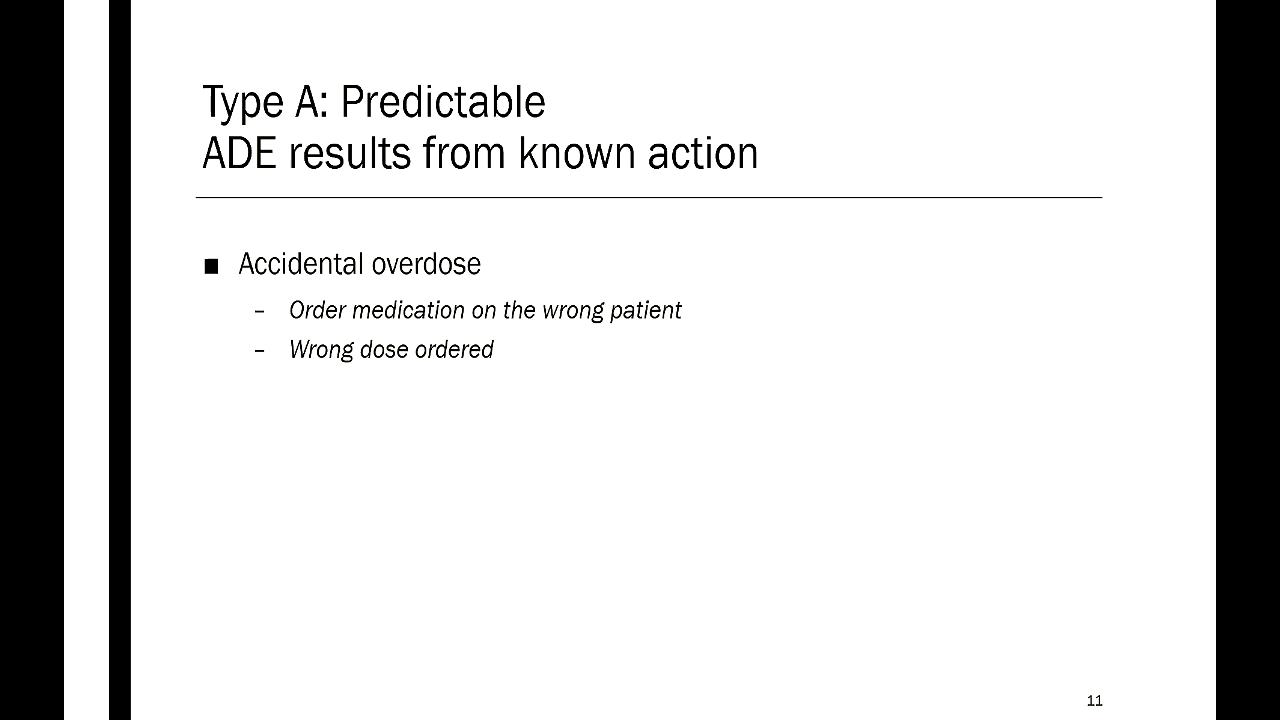 Type A: Predictable
ADE results from known action
■ Accidental overdose
– Order medication on the wrong patient
– Wrong dose ordered
11